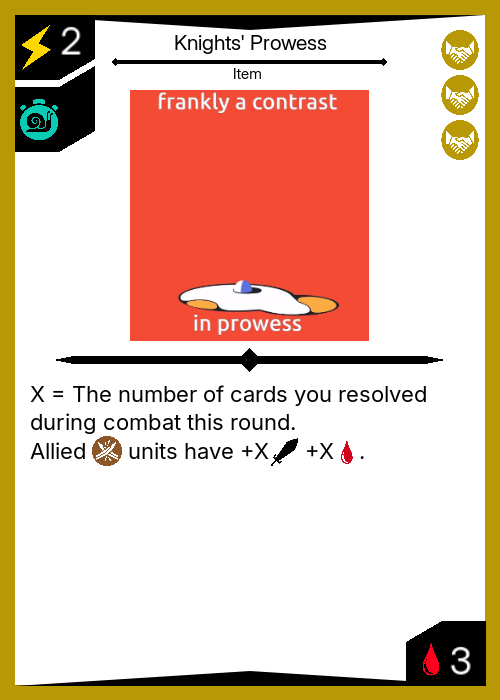 2
Knights' Prowess
Item
frankly a contrast
in prowess
X = The number of cards you resolved
during combat this round.
Allied units have +X +X .
3